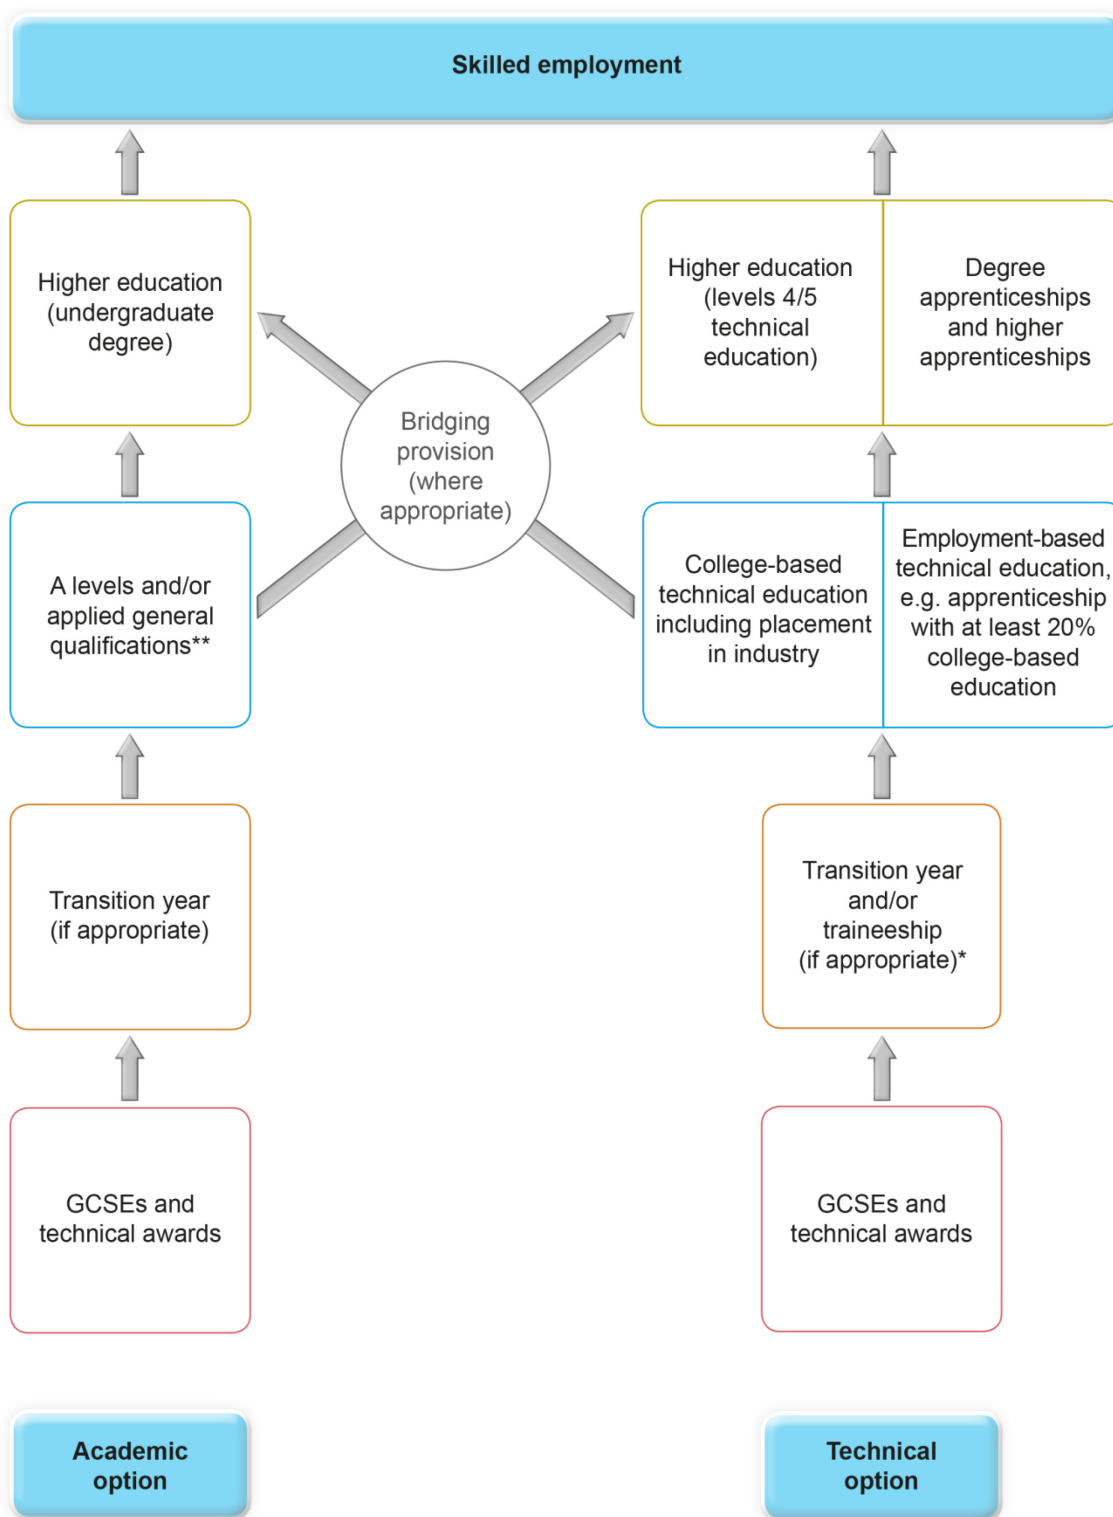 Skilled employment
Higher education
(undergraduate
degree)
Higher education
(levels 4/5
technical
education)
Degree
apprenticeships
and higher
apprenticeships
Bridging
provision
(where
appropriate)
A levels and/or
applied general
qualifications**
College-based
technical education
including placement
in industry
Employment-based
technical education,
e.g. apprenticeship
with at least 20%
college-based
education
Transition year
(if appropriate)
Transition year
and/or
traineeship
(if appropriate)*
GCSEs and
technical awards
GCSEs and
technical awards
Academic
option
Technical
option